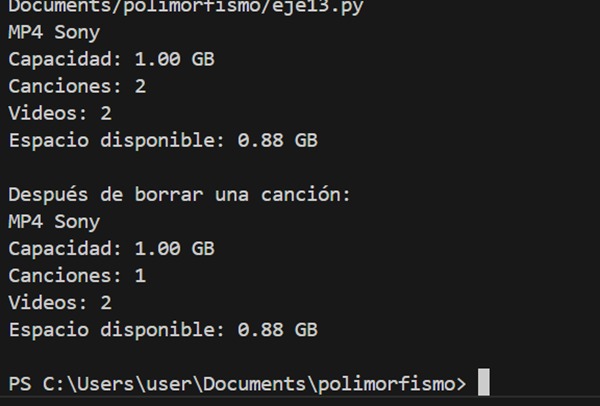 Documents/polimorfismo/eje13.py
MP4 Sony
Capacidad: 1.00 GB
Canciones: 2
Videos: 2
Espacio disponible: 0.88 GB
Después de borrar una canción:
MP4 Sony
Capacidad: 1.00 GB
Canciones: 1
Videos: 2
Espacio disponible: 0.88 GB
PS C:\Users\user\Documents\polimorfismo>